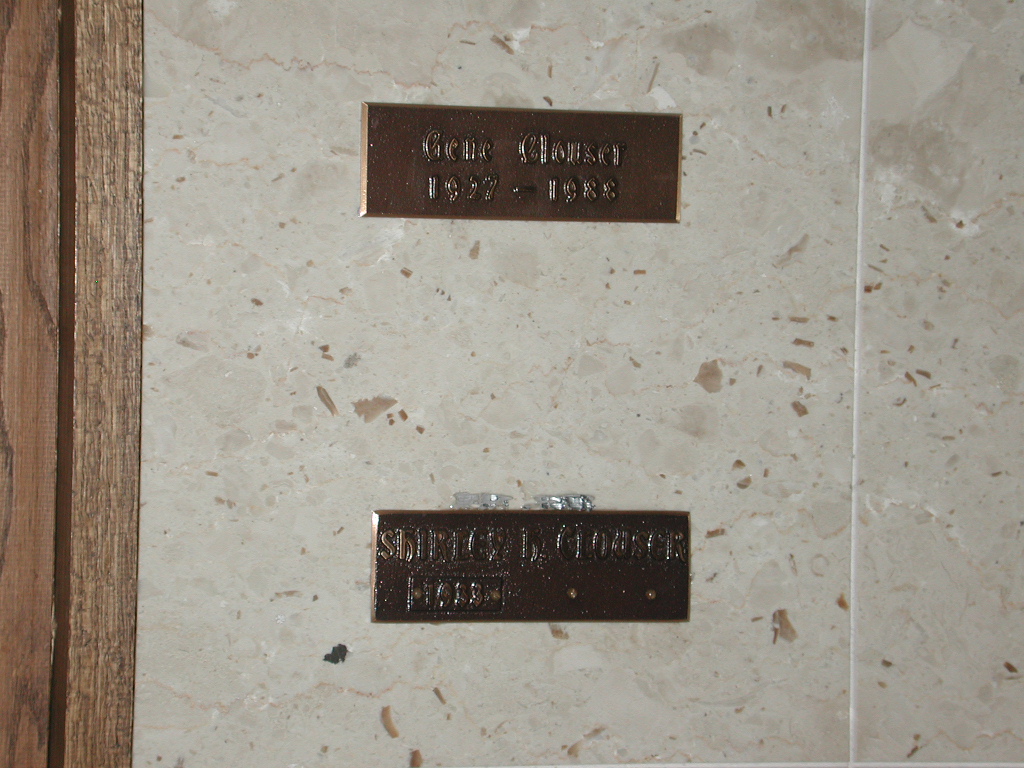 Gene Clouser
1927 - 1988
SHIRLEY H. CLOUSER
1933-